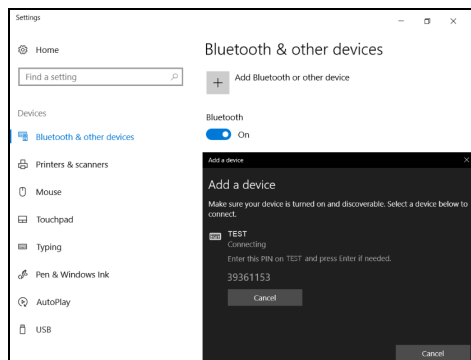 Settings
Home
Find a setting
Devices
Bluetooth & other devices
Printers & scanners
Mouse
Touchpad
Typing
Pen & Windows Ink
AutoPlay
USB
Bluetooth & other devices
Add Bluetooth or other device
Bluetooth
On
Add a device
Add a device
Make sure your device is turned on and discoverable. Select a device below to
connect.
TEST
Connecting
Enter this PIN on TEST and press Enter if needed.
39361153
Cancel
Cancel